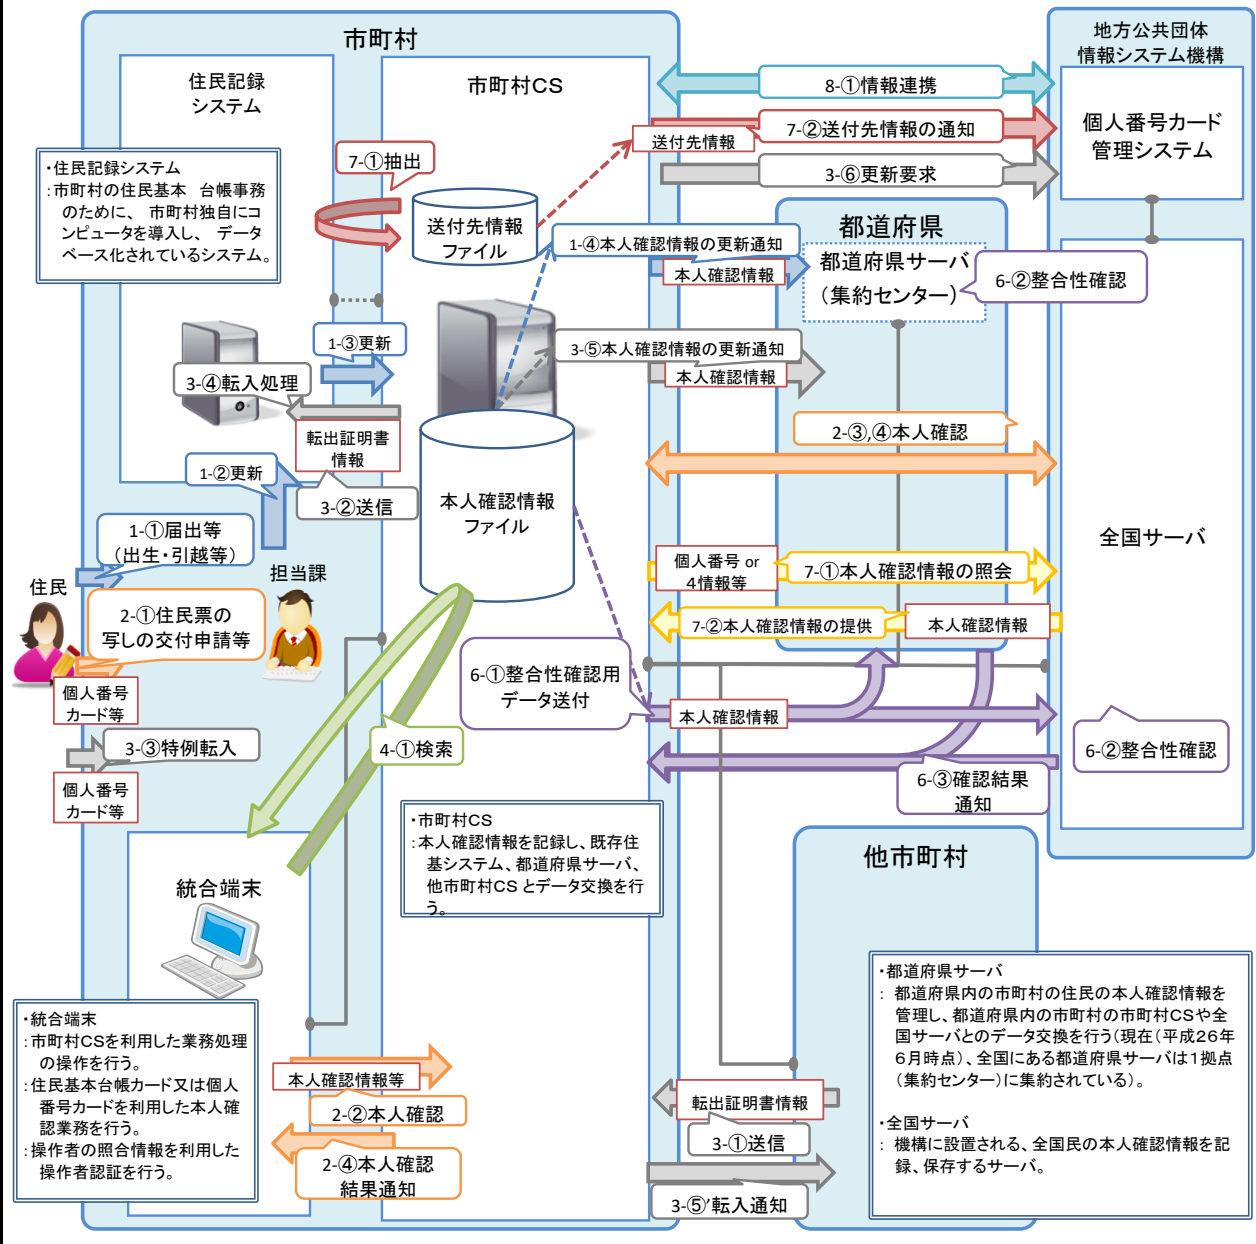 市町村
地方公共団体
情報システム機構
住民記録
システム
市町村CS
8-①情報連携
個人番号カード
管理システム
7-②送付先情報の通知
送付先情報
7-①抽出
3-⑥更新要求
・住民記録システム
:市町村の住民基本 台帳事務
のために、 市町村独自にコ
ンピュータを導入し、 データ
ベース化されているシステム。
送付先情報
ファイル
都道府県
1-④本人確認情報の更新通知
本人確認情報
都道府県サーバ
(集約センター)
6-②整合性確認
1-③更新
3-⑤本人確認情報の更新通知
本人確認情報
3-④転入処理
転出証明書
情報
2-③,④本人確認
1-②更新
3-②送信
本人確認情報
ファイル
全国サーバ
1-①届出等
(出生・引越等)
住民
担当課
個人番号 or
4情報等
7-①本人確認情報の照会
2-①住民票の
写しの交付申請等
7-②本人確認情報の提供
本人確認情報
6-①整合性確認用
データ送付
個人番号
カード等
本人確認情報
3-③特例転入
4-①検索
6-②整合性確認
個人番号
カード等
6-③確認結果
通知
・市町村CS
:本人確認情報を記録し、既存住
基システム、都道府県サーバ、
他市町村CS とデータ交換を行
う。
他市町村
統合端末
・都道府県サーバ
: 都道府県内の市町村の住民の本人確認情報を
管理し、都道府県内の市町村の市町村CSや全
国サーバとのデータ交換を行う(現在(平成26年
6月時点)、全国にある都道府県サーバは1拠点
(集約センター)に集約されている)。
・全国サーバ
: 機構に設置される、全国民の本人確認情報を記
録、保存するサーバ。
・統合端末
:市町村CSを利用した業務処理
の操作を行う。
:住民基本台帳カード又は個人
番号カードを利用した本人確
認業務を行う。
:操作者の照合情報を利用した
操作者認証を行う。
本人確認情報等
2-②本人確認
2-④本人確認
結果通知
転出証明書情報
3-①送信
3-⑤’転入通知